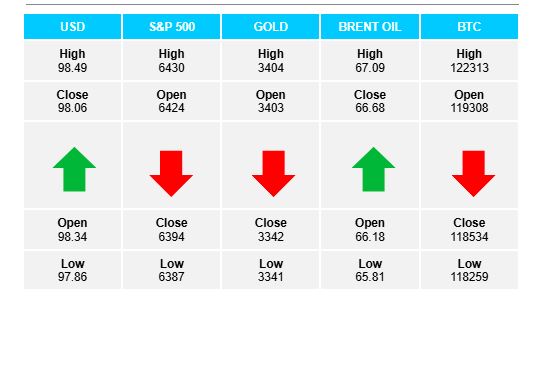 USD S&P 500 GOLD BRENT OIL BTC
High High High High High
98.49 6430 3404 67.09 122313
Close Open Open Close Open
98.06 6424 3403 66.68 119308
Open Close Close Open Close
98.34 6394 3342 66.18 118534
Low Low Low Low Low
97.86 6387 3341 65.81 118259